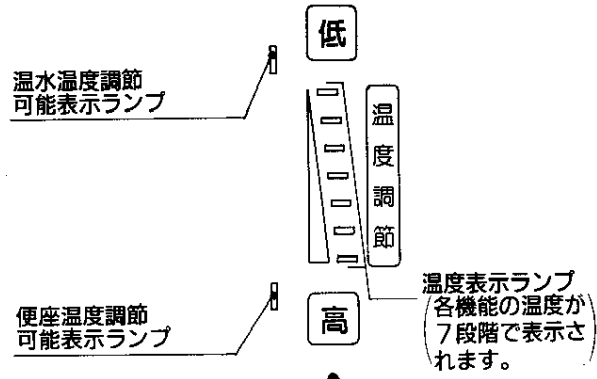 低
温水温度調節
可能表示ランプ
温度調節
温度表示ランプ
(各機能の温度が
７段階で表示さ
れます。)
便座温度調節
可能表示ランプ
高